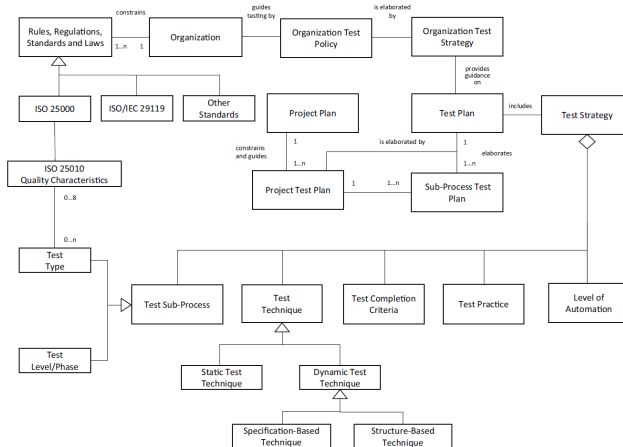 constrains
guides
testing by
is elaborated
by
Rules, Regulations,
Standards and Laws
1...n
1
Organization
Organization Test
Policy
Organization Test
Strategy
provides
guidance
on
ISO 25000
ISO/IEC 29119
Other
Standards
Project Plan
Test Plan
includes
Test Strategy
1
constrains
and guides
1...n
is elaborated by
1
elaborates
1...n
ISO 25010
Quality Characteristics
Project Test Plan
1
1...n
Sub-Process Test
Plan
0...8
0...n
Test
Type
Test Sub-Process
Test
Technique
Test Completion
Criteria
Test Practice
Level of
Automation
Test
Level/Phase
Static Test
Technique
Dynamic Test
Technique
Specification-Based
Technique
Structure-Based
Technique